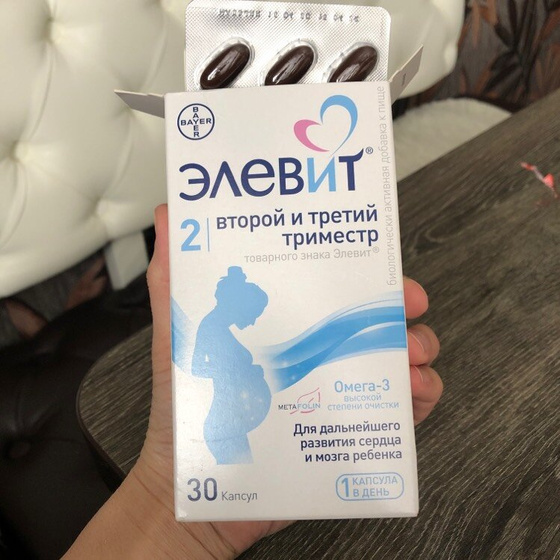 BAYER
BAYER
ЭЛЕВИТ®
2 второй и третий
триместр
товарного знака Элевит®
биологически активная добавка к пище
METAFOLIN
Омега-3
высокой
степени очистки
Для дальнейшего
развития сердца
и мозга ребенка
30 Капсул
1 КАПСУЛА
В ДЕНЬ